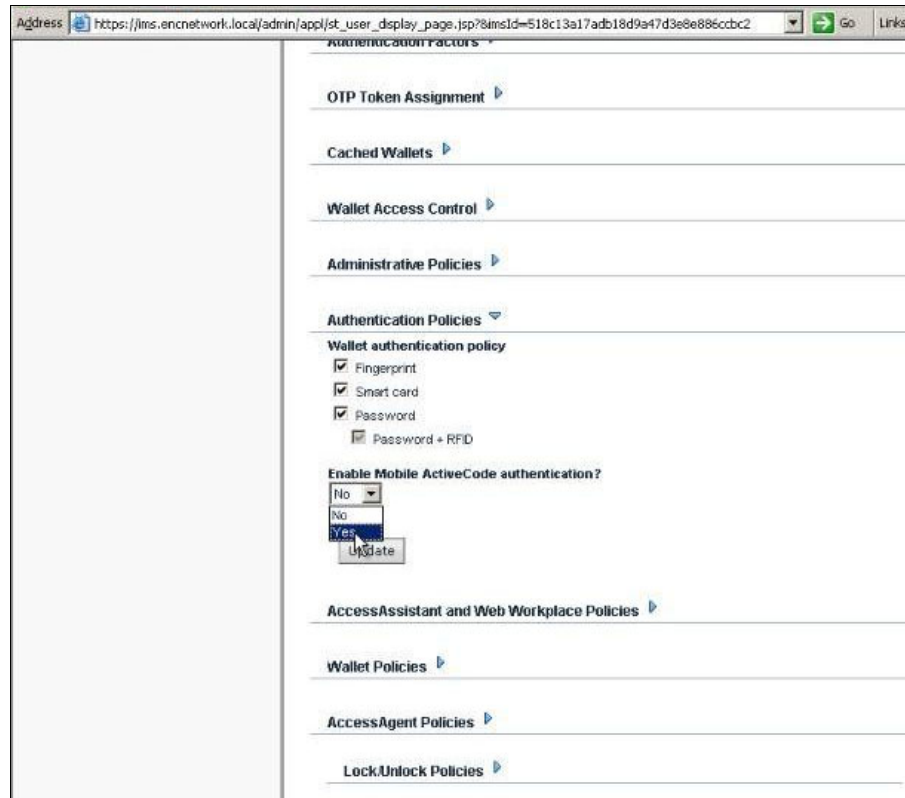 Address https://ims.encnetwork.local/admin/appl/st_user_display_page.jsp?&imsId=518c13a17adb18d9a47d3e8e886ccbc2 Go Links
Authentication Factors
OTP Token Assignment
Cached Wallets
Wallet Access Control
Administrative Policies
Authentication Policies
Wallet authentication policy
Fingerprint
Smart card
Password
Password + RFID
Enable Mobile ActiveCode authentication?
No
No
Yes
Update
AccessAssistant and Web Workplace Policies
Wallet Policies
AccessAgent Policies
Lock/Unlock Policies